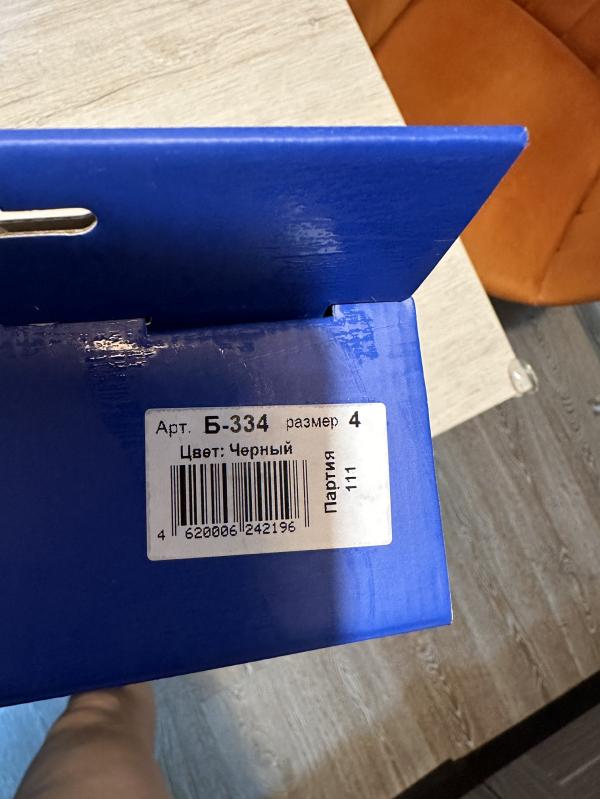 Арт. Б-334 размер 4
Цвет: Черный
Партия
111
4 620006 242196